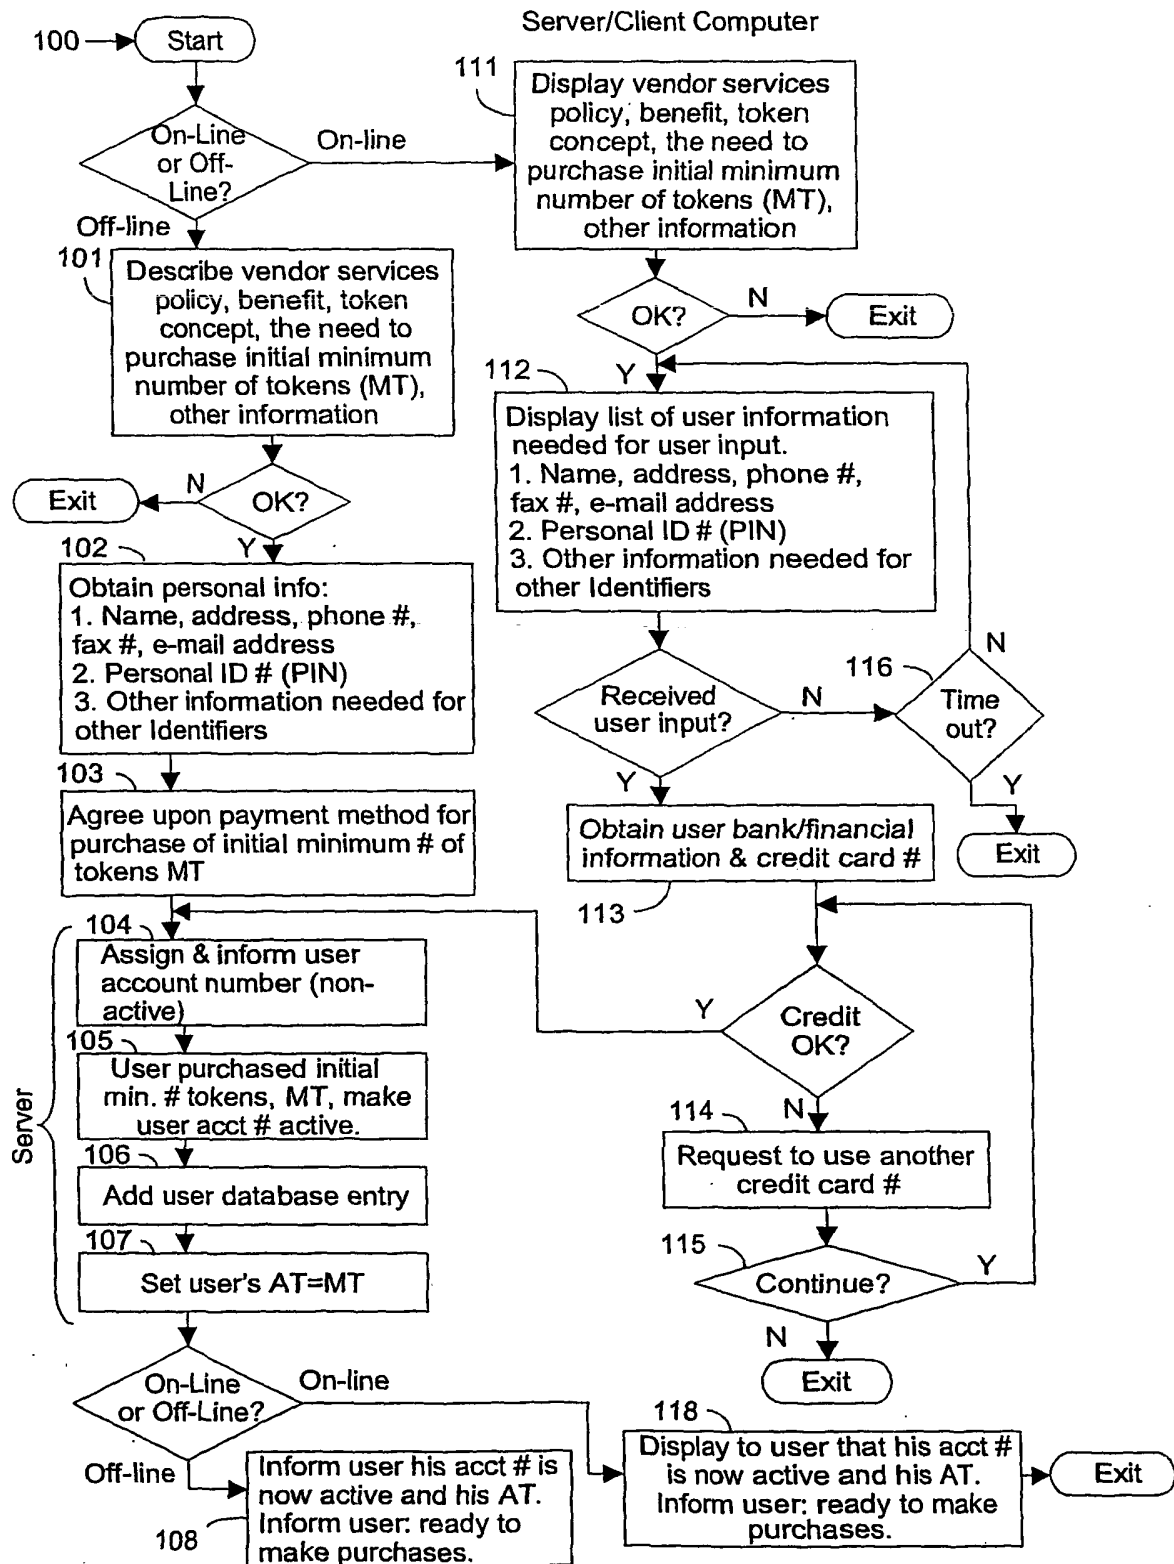 Server/Client Computer
100
Start
On-Line
or Off-
Line?
On-line
Off-line
111
Display vendor services
policy, benefit, token
concept, the need to
purchase initial minimum
number of tokens (MT),
other information
OK?
N
Exit
Y
101
Describe vendor services
policy, benefit, token
concept, the need to
purchase initial minimum
number of tokens (MT),
other information
OK?
N
Exit
Y
102
Obtain personal info:
1. Name, address, phone #,
fax #, e-mail address
2. Personal ID # (PIN)
3. Other information needed for
other Identifiers
103
Agree upon payment method for
purchase of initial minimum # of
tokens MT
112
Display list of user information
needed for user input.
1. Name, address, phone #,
fax #, e-mail address
2. Personal ID # (PIN)
3. Other information needed for
other Identifiers
Received
user input?
N
116
Time
out?
N
Y
Exit
Y
Obtain user bank/financial
information & credit card #
113
Credit
OK?
Y
N
114
Request to use another
credit card #
115
Continue?
Y
N
Exit
Server
104
Assign & inform user
account number (non-
active)
105
User purchased initial
min. # tokens, MT, make
user acct # active.
106
Add user database entry
107
Set user's AT=MT
On-Line
or Off-Line?
On-line
Off-line
108
Inform user his acct # is
now active and his AT.
Inform user: ready to
make purchases.
118
Display to user that his acct #
is now active and his AT.
Inform user: ready to make
purchases.
Exit